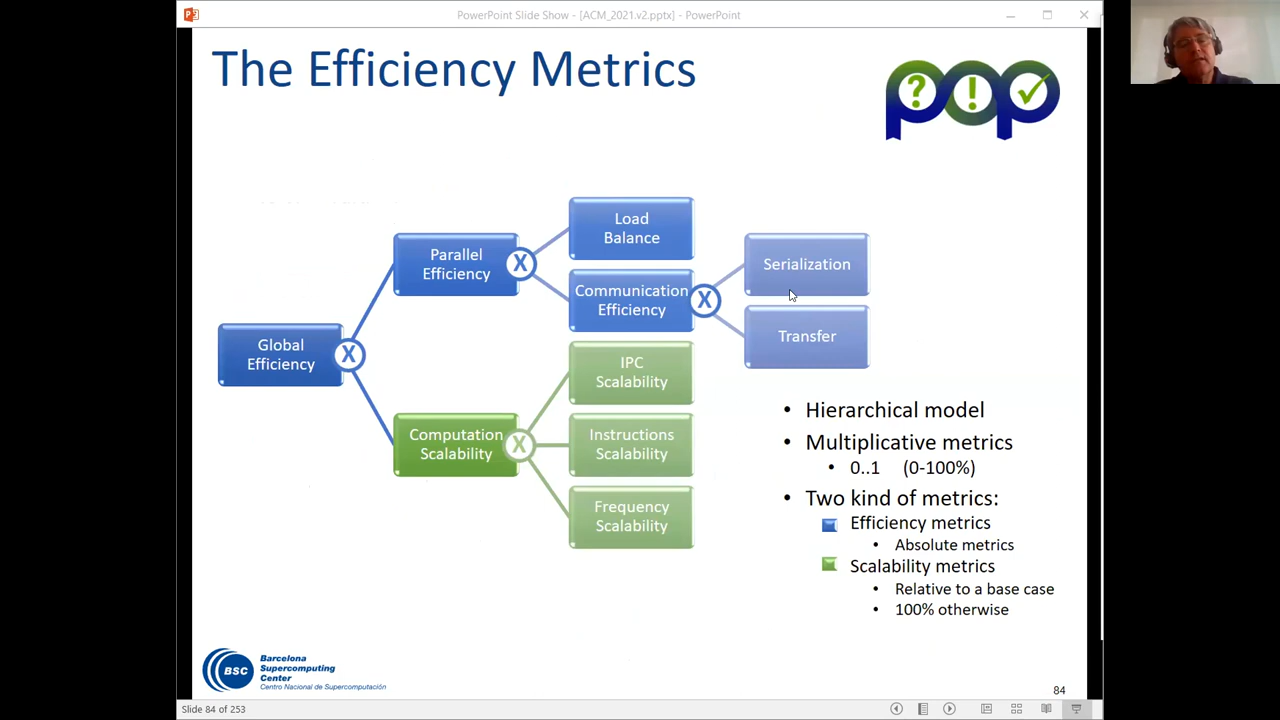 PowerPoint Slide Show - [ACM_2021.v2.pptx] - PowerPoint
The Efficiency Metrics
pop
? ! ✓
Load
Balance
Parallel
Efficiency
X
Serialization
Communication
Efficiency
X
Transfer
Global
Efficiency
X
IPC
Scalability
Computation
Scalability
X
Instructions
Scalability
Frequency
Scalability
• Hierarchical model
• Multiplicative metrics
• 0..1 (0-100%)
• Two kind of metrics:
Efficiency metrics
• Absolute metrics
Scalability metrics
• Relative to a base case
• 100% otherwise
BSC
Barcelona
Supercomputing
Center
Centro Nacional de Supercomputación
84
Slide 84 of 253